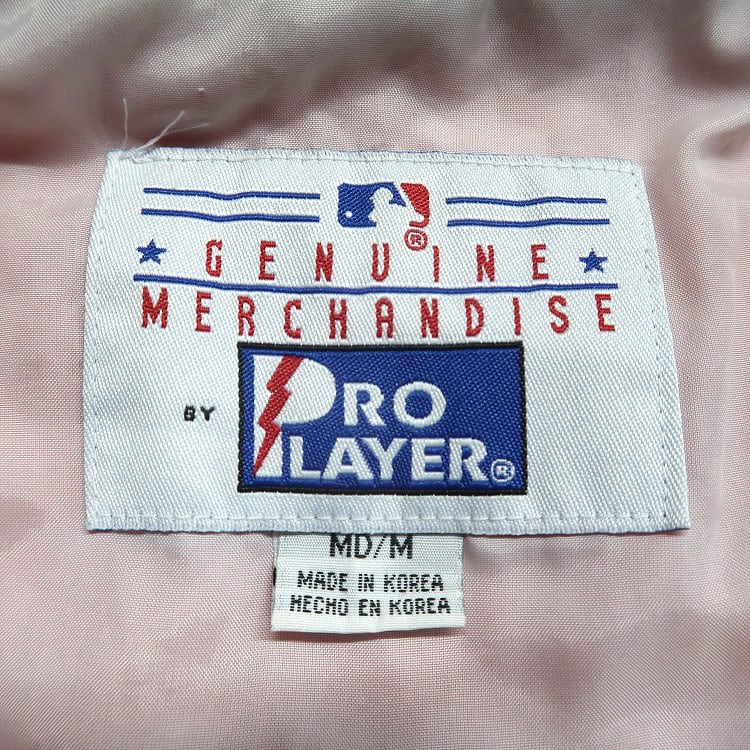 GENUINE
MERCHANDISE
BY
PRO
PLAYER®
MD/M
MADE IN KOREA
HECHO EN KOREA